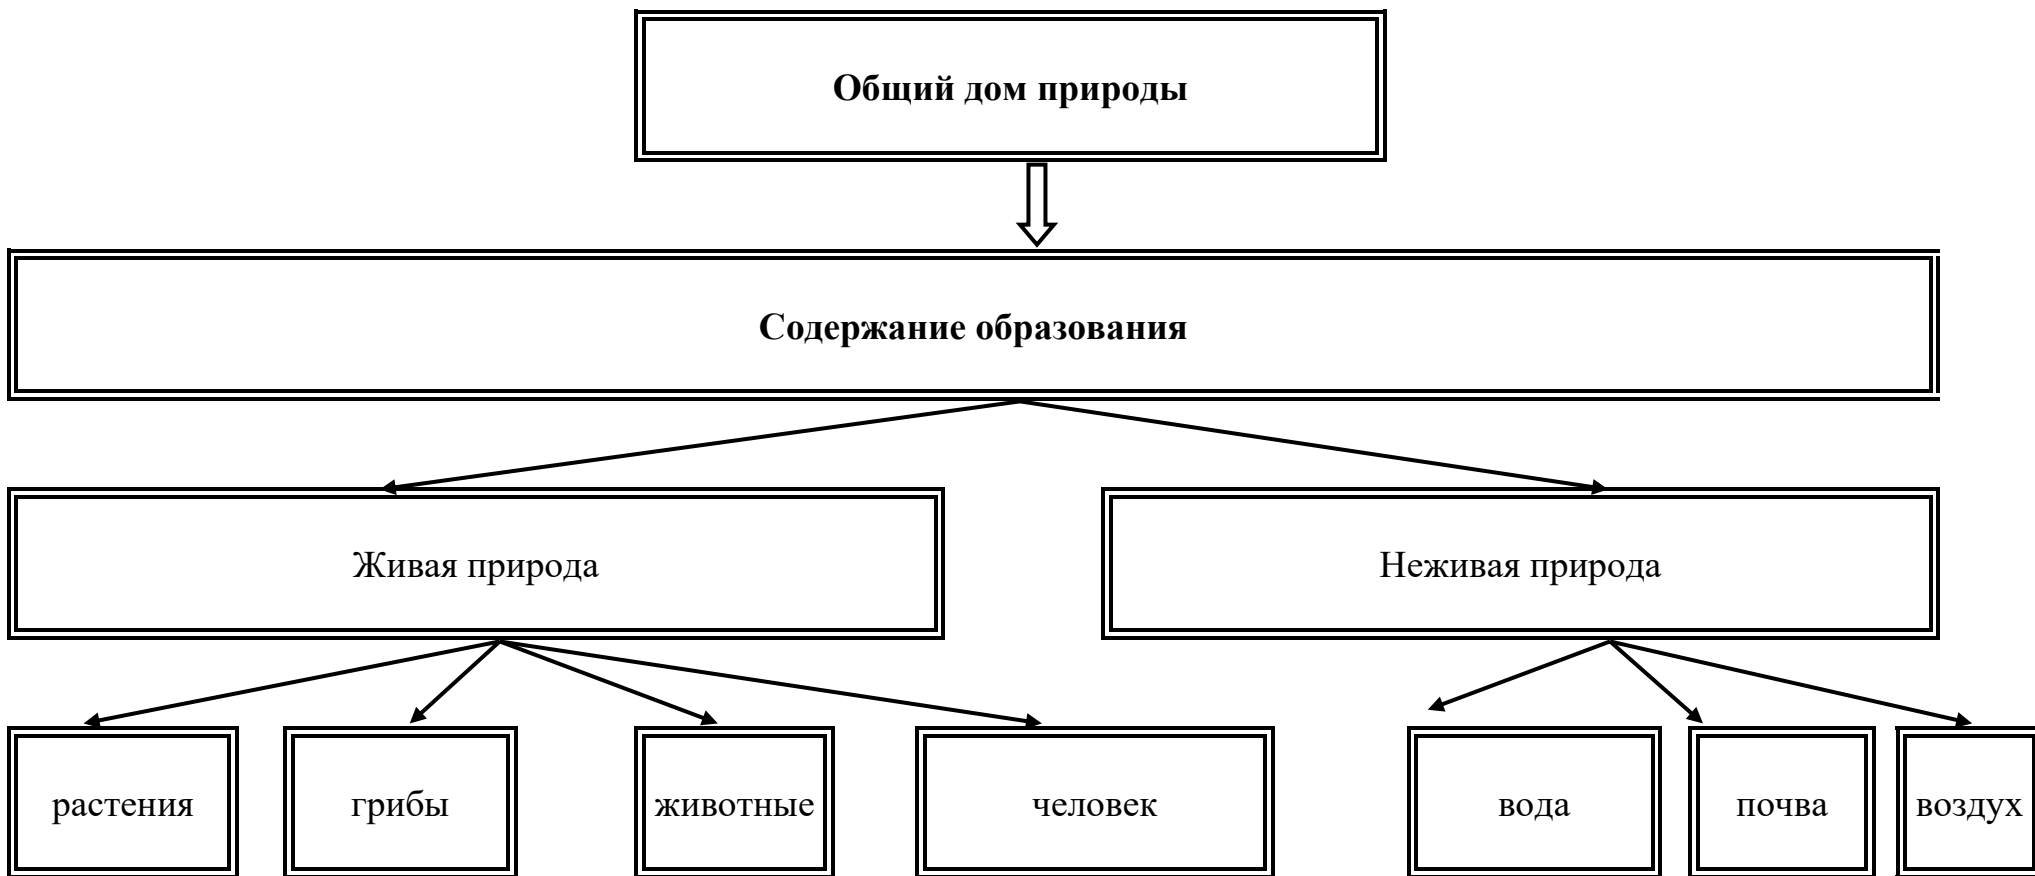 Общий дом природы
Содержание образования
Живая природа
Неживая природа
растения
грибы
животные
человек
вода
почва
воздух